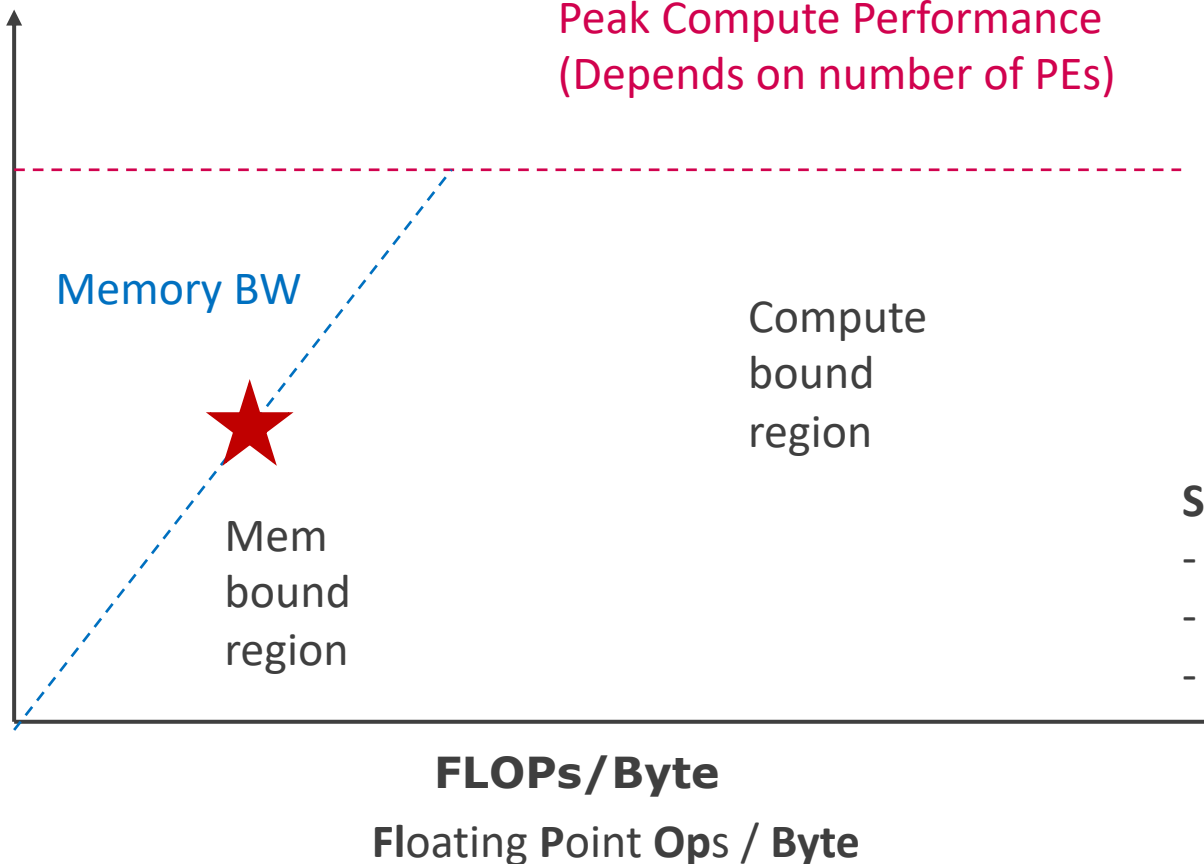 Peak Compute Performance
(Depends on number of PEs)
Memory BW
Compute
bound
region
Mem
bound
region
S
-
-
-
FLOPs/Byte
Floating Point Ops / Byte